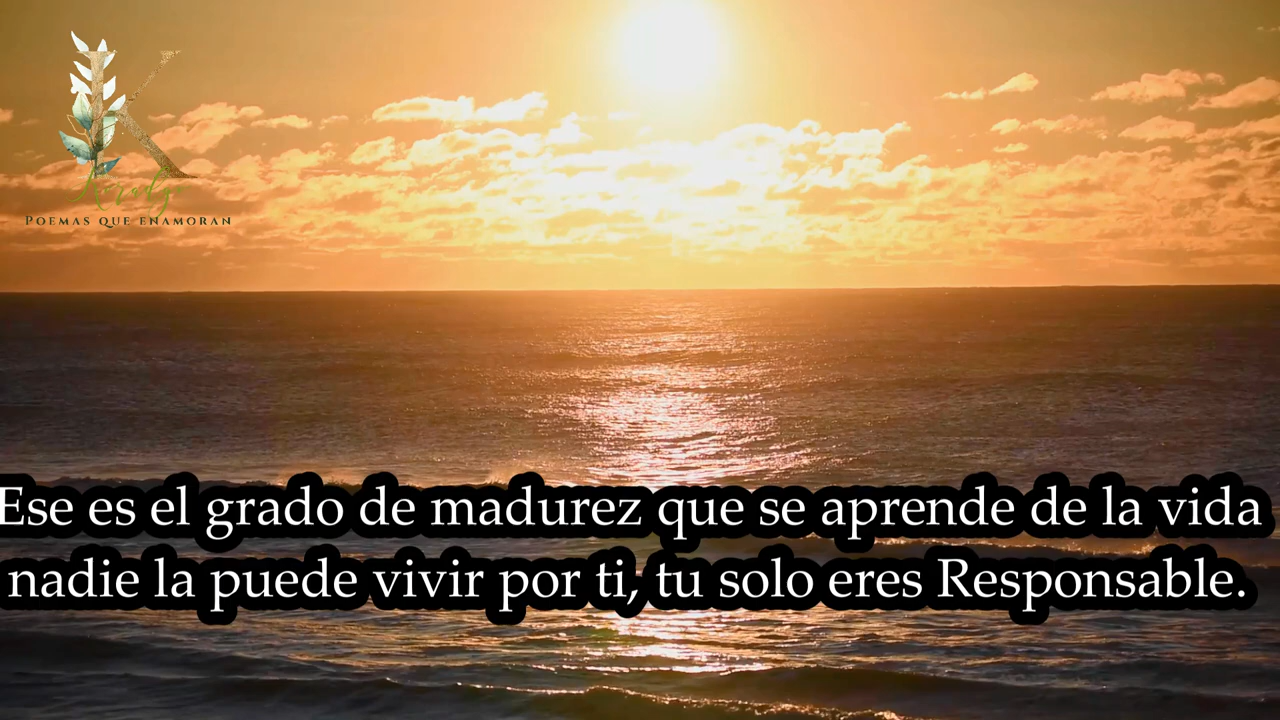 K
POEMAS QUE ENAMORAN
Ese es el grado de madurez que se aprende de la vida
nadie la puede vivir por ti, tu solo eres Responsable.